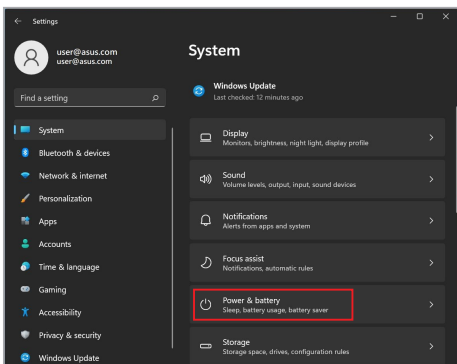 Settings
user@asus.com
user@asus.com
Find a setting
System
Bluetooth & devices
Network & internet
Personalization
Apps
Accounts
Time & language
Gaming
Accessibility
Privacy & security
Windows Update
System
Windows Update
Last checked: 12 minutes ago
Display
Monitors, brightness, night light, display profile
Sound
Volume levels, output, input, sound devices
Notifications
Alerts from apps and system
Focus assist
Notifications, automatic rules
Power & battery
Sleep, battery usage, battery saver
Storage
Storage space, drives, configuration rules